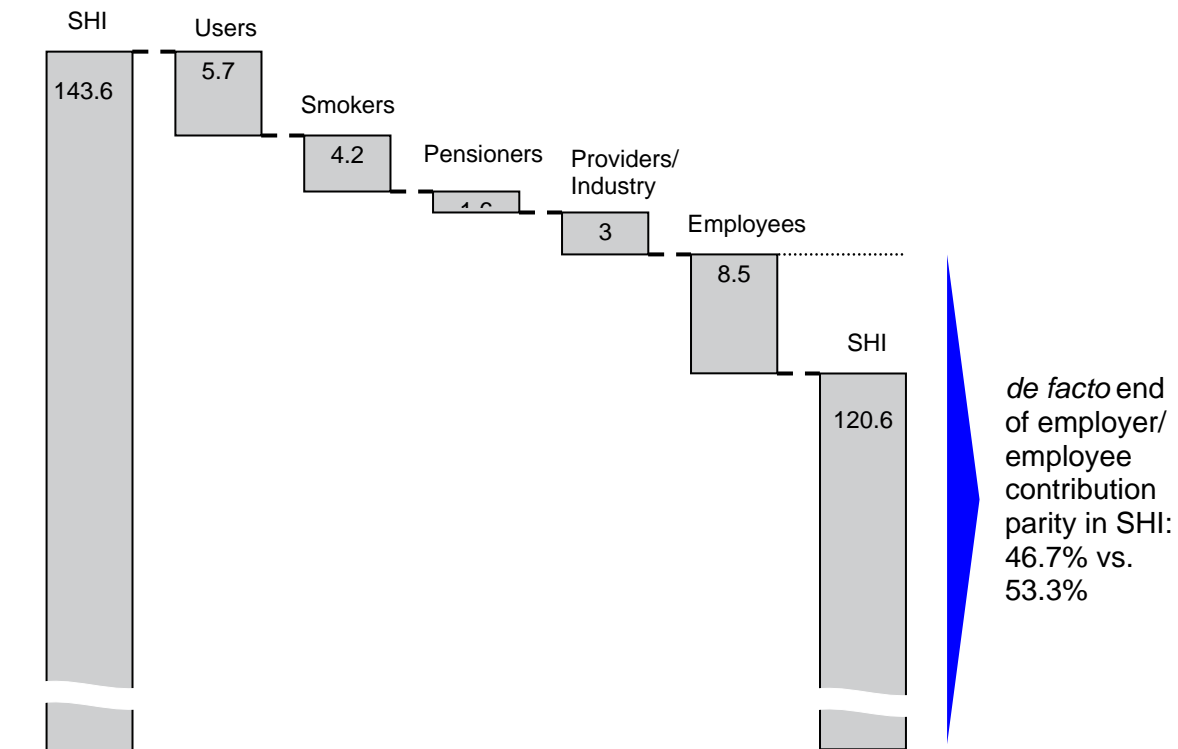 SHI
143.6
Users
5.7
Smokers
4.2
Pensioners
Providers/
Industry
3
Employees
8.5
SHI
120.6
de facto end
of employer/
employee
contribution
parity in SHI:
46.7% vs.
53.3%